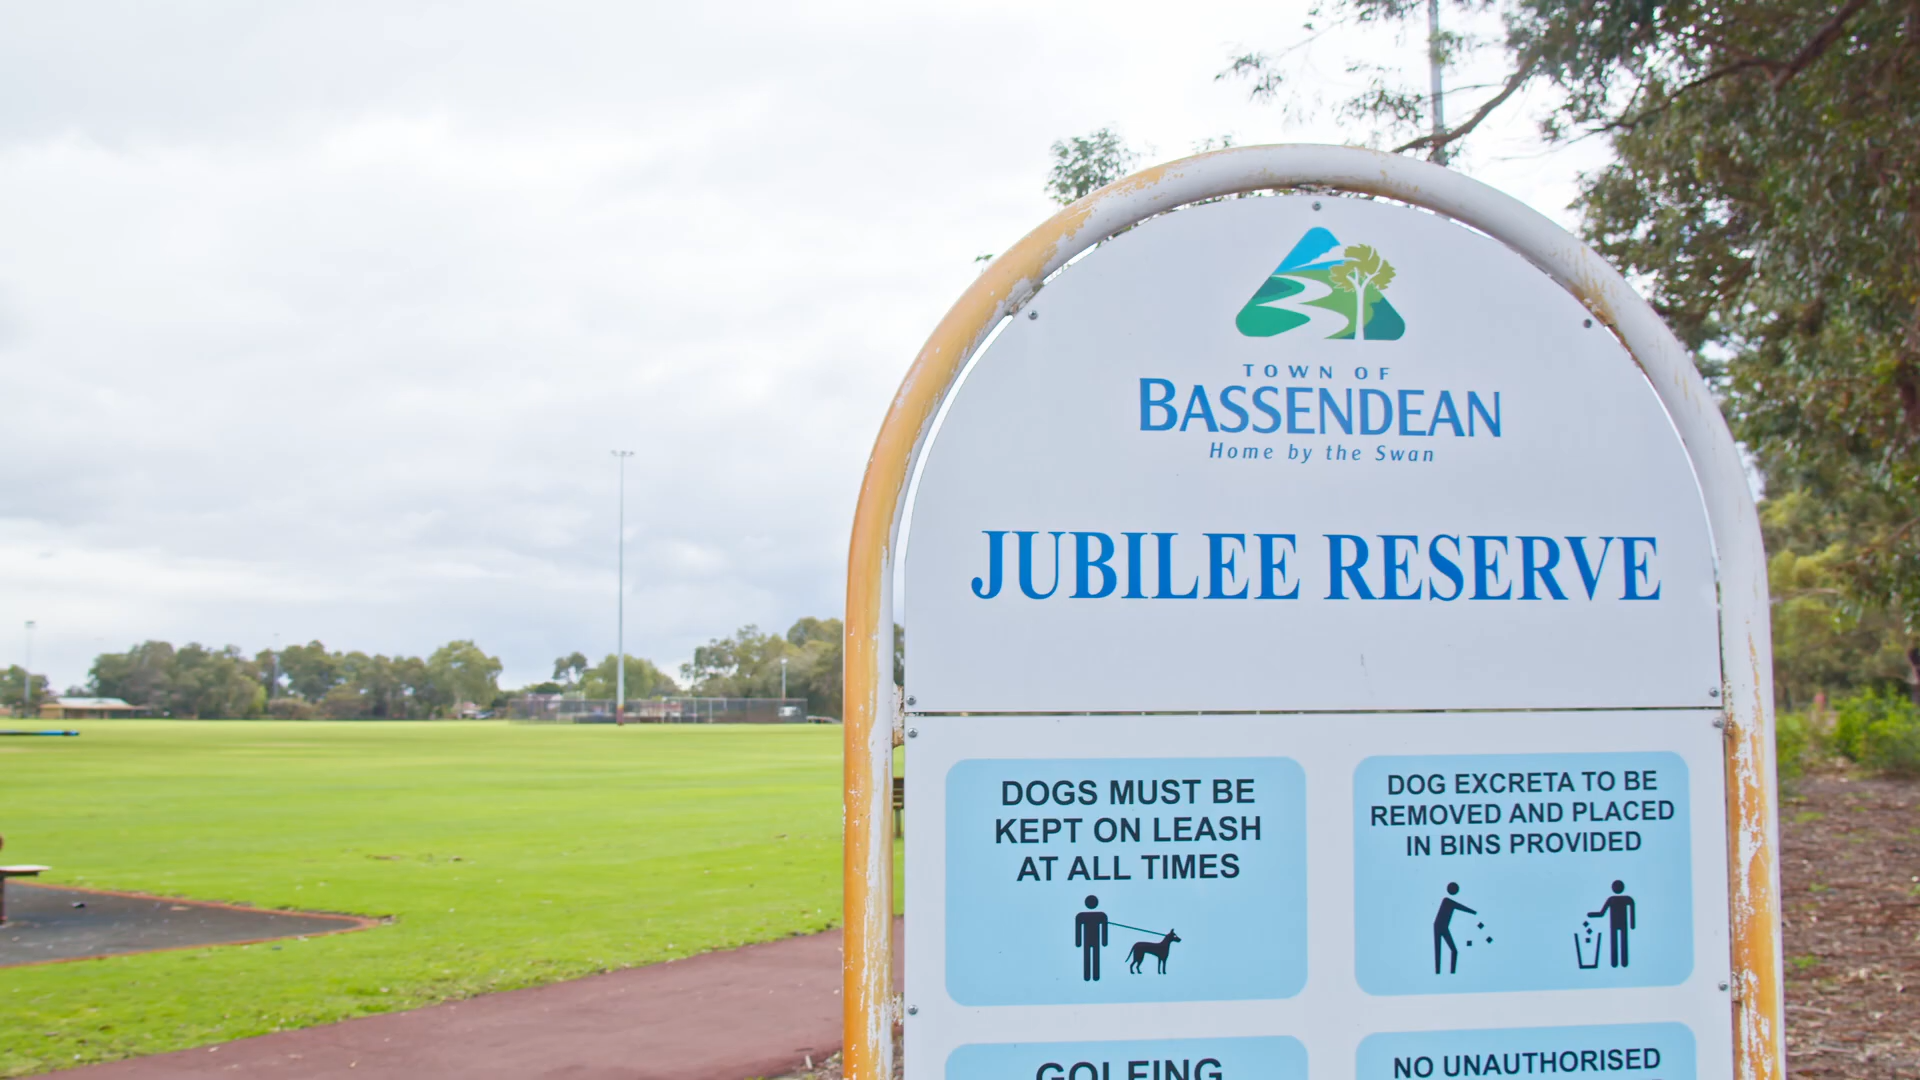 TOWN OF
BASSENDEAN
Home by the Swan
JUBILEE RESERVE
DOGS MUST BE
KEPT ON LEASH
AT ALL TIMES
DOG EXCRETA TO BE
REMOVED AND PLACED
IN BINS PROVIDED
GOLFING
NO UNAUTHORISED